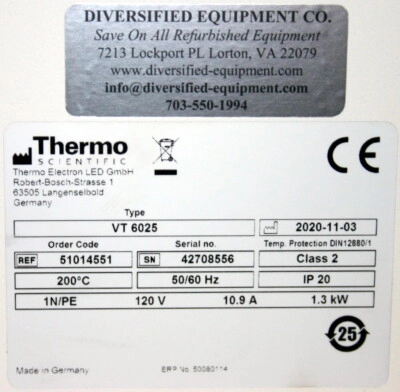 DIVERSIFIED EQUIPMENT CO.
Save On All Refurbished Equipment
7213 Lockport PL Lorton, VA 22079
www.diversified-equipment.com
info@diversified-equipment.com
703-550-1994
Thermo
SCIENTIFIC
CE
Thermo Electron LED GmbH
Robert-Bosch-Strasse 1
63505 Langenselbold
Germany
Type
VT 6025 2020-11-03
Order Code Serial no. Temp. Protection DIN12880/1
REF 51014551 SN 42708556 Class 2
200°C 50/60 Hz IP 20
1N/PE 120 V 10.9 A 1.3 kW
25
Made in Germany ERP No. 50080114